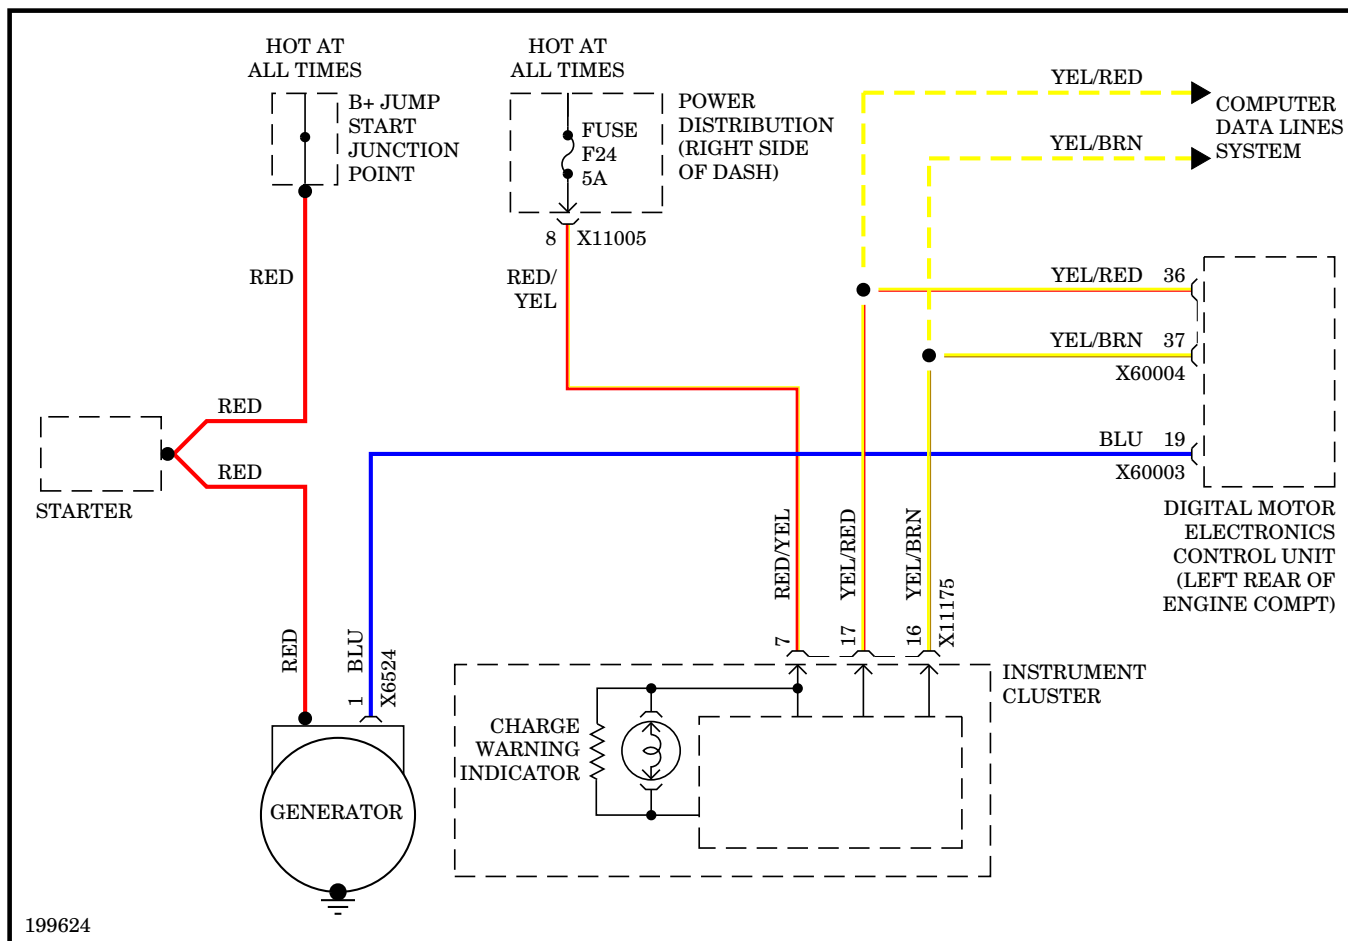 HOT AT
ALL TIMES
B+ JUMP
START
JUNCTION
POINT
HOT AT
ALL TIMES
FUSE
F24
5A
POWER
DISTRIBUTION
(RIGHT SIDE
OF DASH)
8 X11005
YEL/RED
YEL/BRN
COMPUTER
DATA LINES
SYSTEM
RED
RED/
YEL
YEL/RED 36
YEL/BRN 37
X60004
BLU 19
X60003
RED
RED
STARTER
DIGITAL MOTOR
ELECTRONICS
CONTROL UNIT
(LEFT REAR OF
ENGINE COMPT)
RED
1 BLU
X6524
7 RED/YEL
17 YEL/RED
16 YEL/BRN
X11175
INSTRUMENT
CLUSTER
CHARGE
WARNING
INDICATOR
GENERATOR
199624